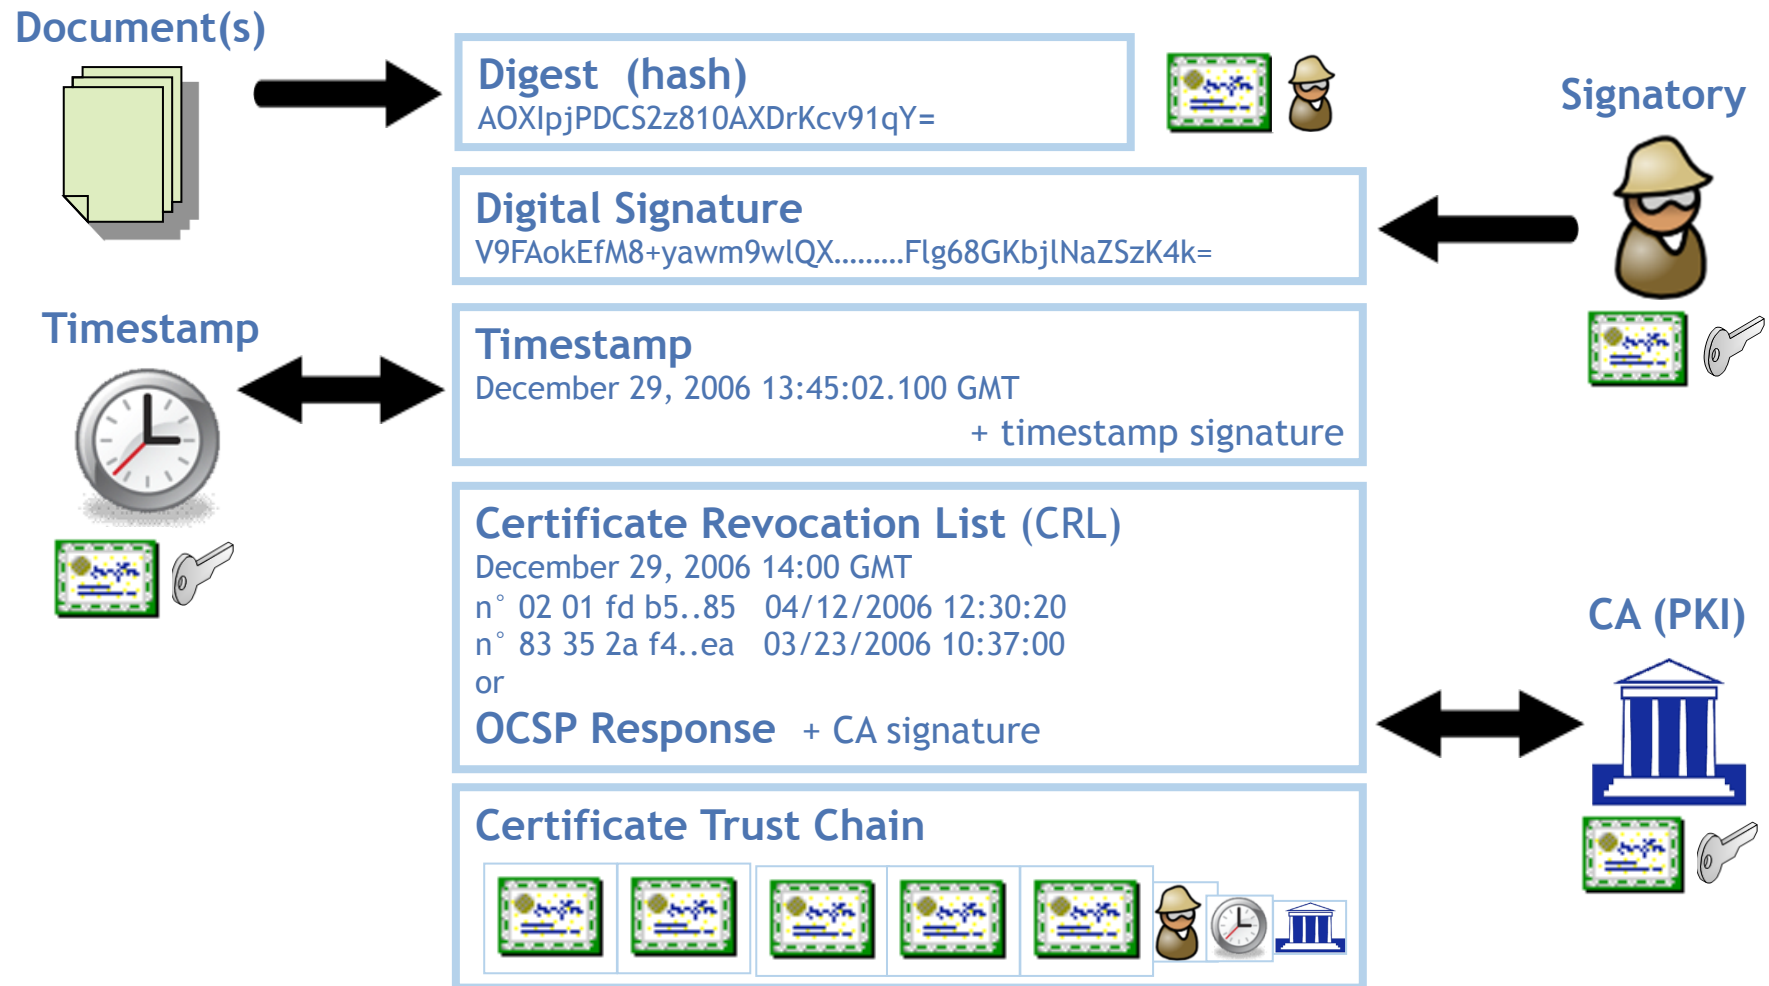 Document(s)
Digest (hash)
AOXIpjPDCS2z810AXDrKcv91qY=
Signatory
Digital Signature
V9FAokEfM8+yawm9wlQX.........Flg68GKbjlNaZSzK4k=
Timestamp
Timestamp
December 29, 2006 13:45:02.100 GMT
+ timestamp signature
Certificate Revocation List (CRL)
December 29, 2006 14:00 GMT
n° 02 01 fd b5..85 04/12/2006 12:30:20
n° 83 35 2a f4..ea 03/23/2006 10:37:00
or
OCSP Response + CA signature
CA (PKI)
Certificate Trust Chain